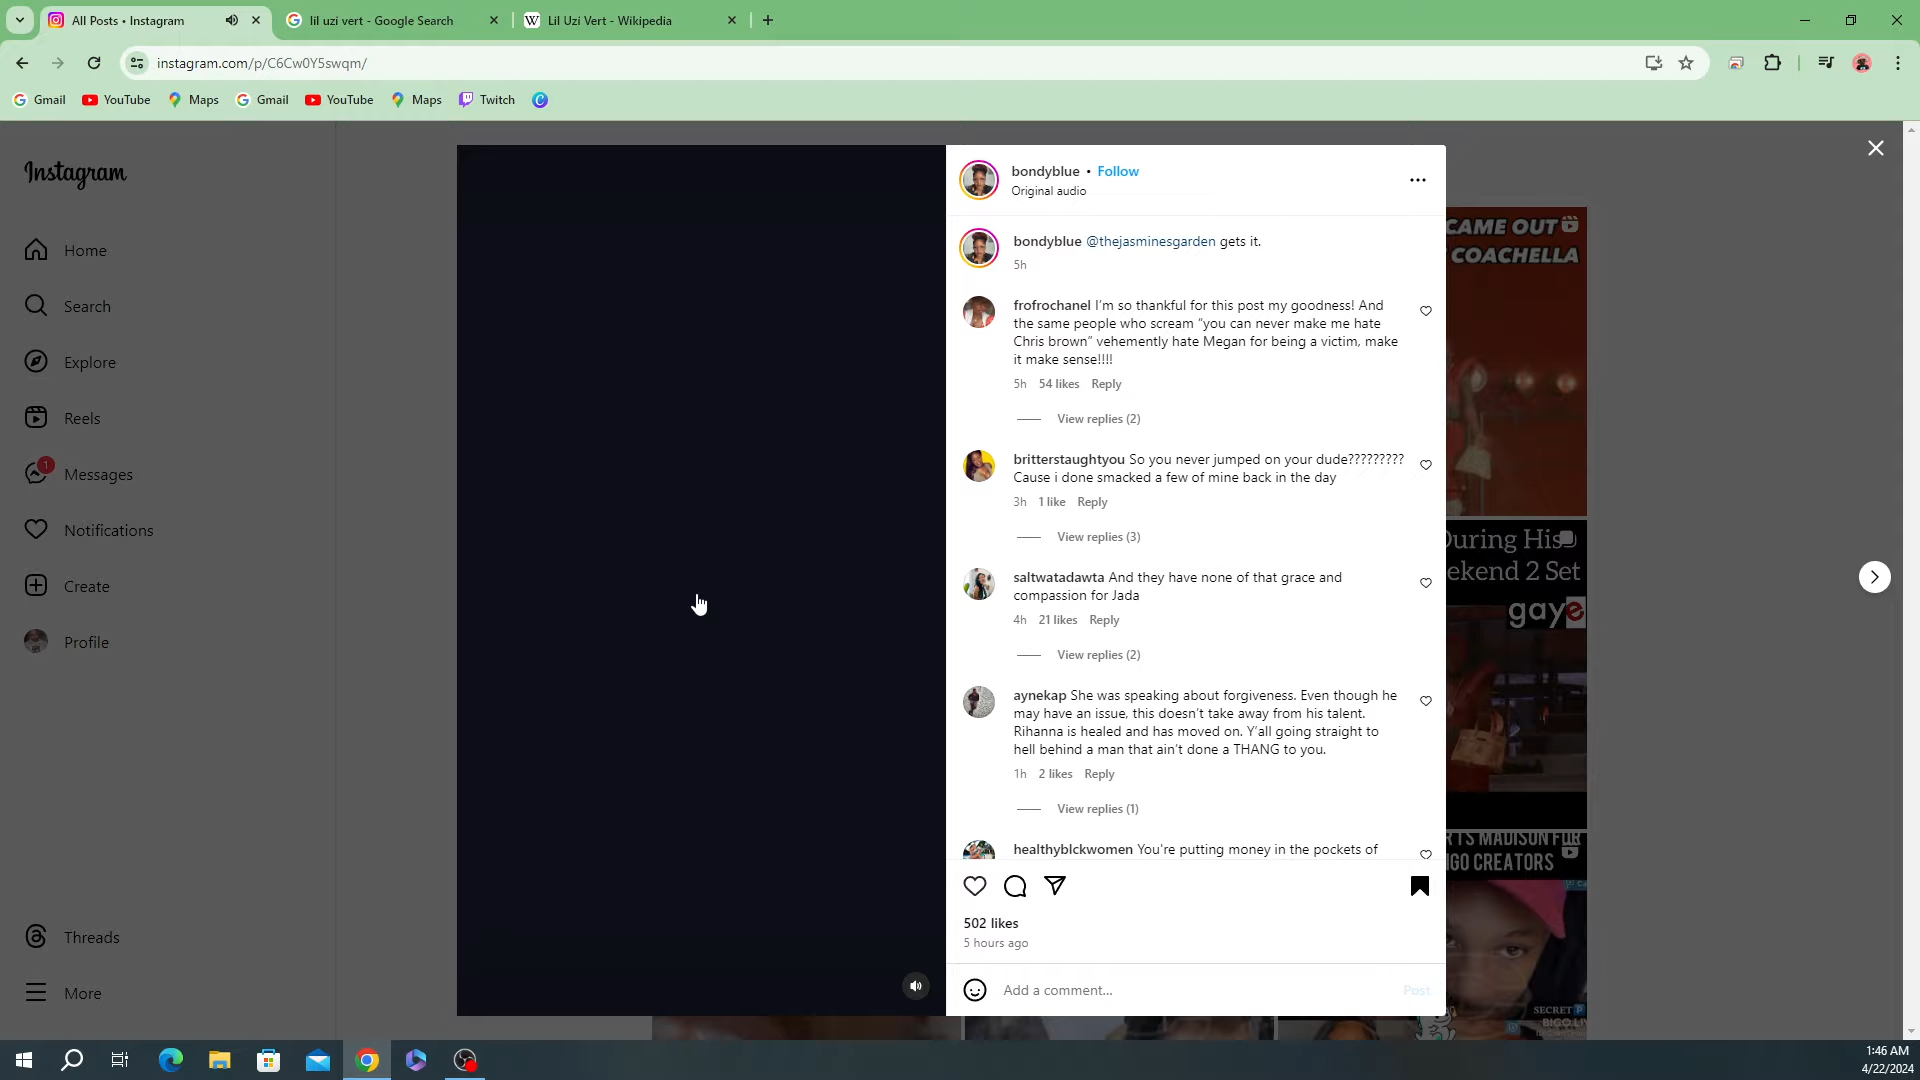 All Posts • Instagram
lil uzi vert - Google Search
Lil Uzi Vert - Wikipedia
instagram.com/p/C6Cw0Y5swqm/
Gmail
YouTube
Maps
Gmail
YouTube
Maps
Twitch
Instagram
Home
Search
Explore
Reels
1
Messages
Notifications
Create
Profile
Threads
More
bondyblue • Follow
Original audio
bondyblue @thejasminesgarden gets it.
5h
frofrochanel I'm so thankful for this post my goodness! And
the same people who scream "you can never make me hate
Chris brown" vehemently hate Megan for being a victim, make
it make sense!!!!
5h 54 likes Reply
View replies (2)
britterstaughtyou So you never jumped on your dude?????????
Cause i done smacked a few of mine back in the day
3h 1 like Reply
View replies (3)
saltwatadawta And they have none of that grace and
compassion for Jada
4h 21 likes Reply
View replies (2)
aynekap She was speaking about forgiveness. Even though he
may have an issue, this doesn't take away from his talent.
Rihanna is healed and has moved on. Y'all going straight to
hell behind a man that ain't done a THANG to you.
1h 2 likes Reply
View replies (1)
healthyblckwomen You're putting money in the pockets of
502 likes
5 hours ago
Add a comment...
Post
CAME OUT
COACHELLA
During His
ekend 2 Set
gaye
RTS MADISON FOR
IGO CREATORS
SECRET
BIGO LIV
1:46 AM
4/22/2024